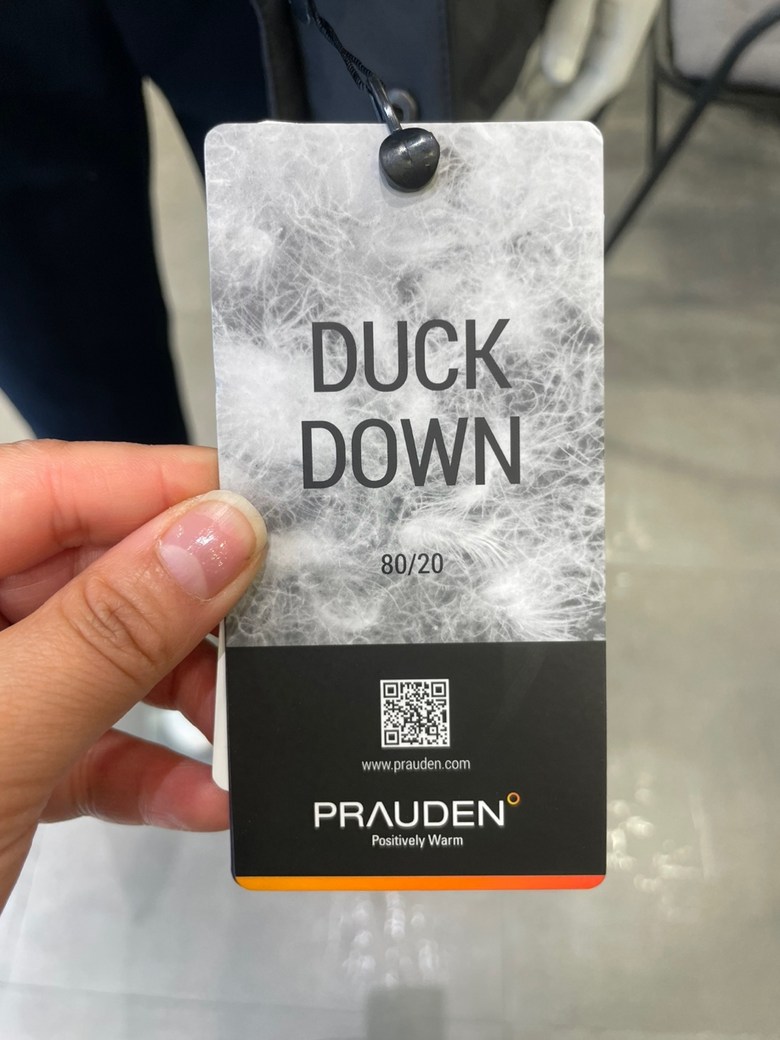 DUCK
DOWN
80/20
www.prauden.com
PRAUDEN°
Positively Warm